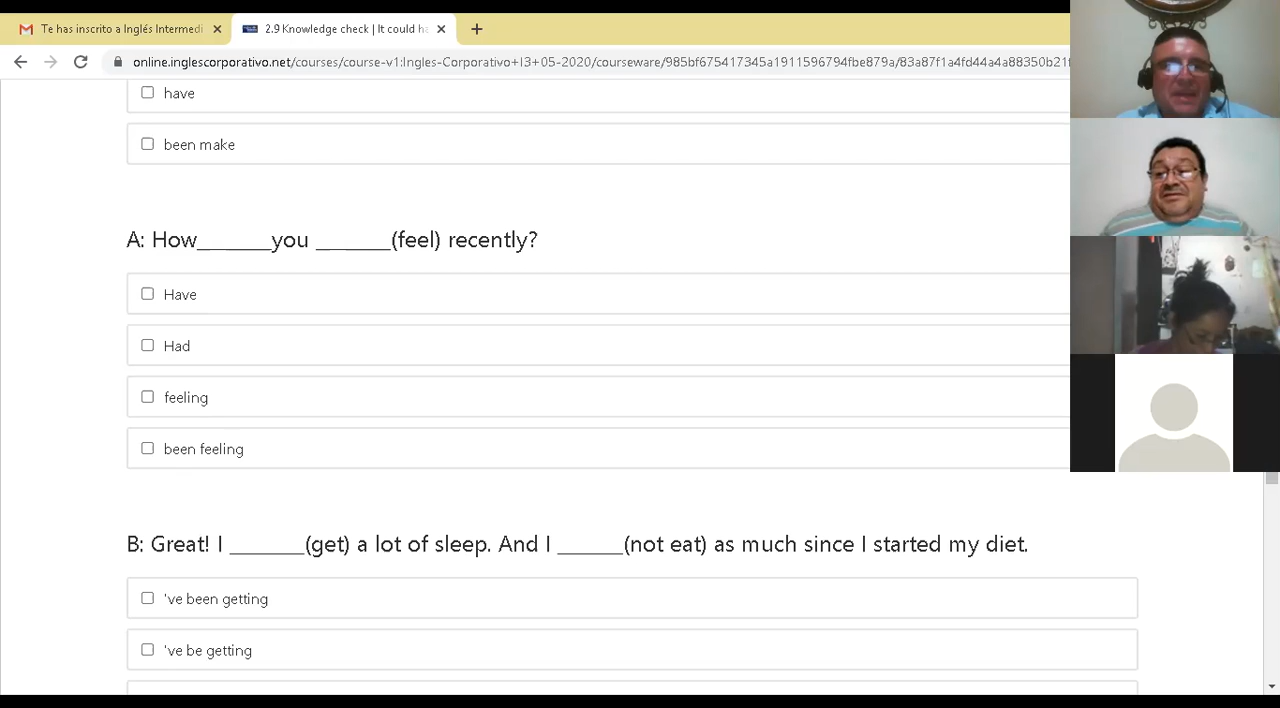 Te has inscrito a Inglés Intermedi
2.9 Knowledge check | It could ha
online.inglescorporativo.net/courses/course-v1:Ingles-Corporativo+I3+05-2020/courseware/985bf675417345a1911596794fbe879a/83a87f1a4fd44a4a88350b21f
have
been make
A: How_______you _______(feel) recently?
Have
Had
feeling
been feeling
B: Great! I _______(get) a lot of sleep. And I ______(not eat) as much since I started my diet.
've been getting
've be getting